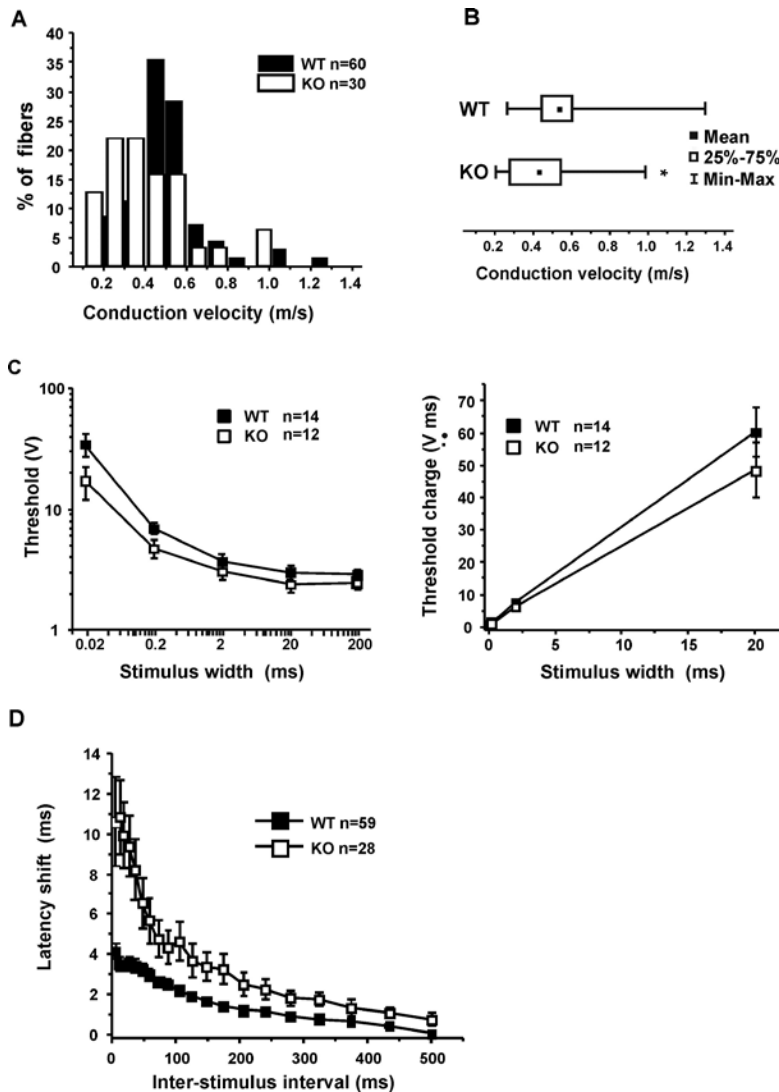 A
40
35
30
25
20
15
10
5
0
% of fibers
WT n=60
KO n=30
0.2 0.4 0.6 0.8 1.0 1.2 1.4
Conduction velocity (m/s)
B
WT
KO
*
Mean
25%-75%
Min-Max
0.2 0.4 0.6 0.8 1.0 1.2 1.4
Conduction velocity (m/s)
C
100
10
1
Threshold (V)
WT n=14
KO n=12
0.02 0.2 2 20 200
Stimulus width (ms)
70
60
50
40
30
20
10
0
Threshold charge (V ms)
WT n=14
KO n=12
0 5 10 15 20
Stimulus width (ms)
D
14
12
10
8
6
4
2
0
Latency shift (ms)
WT n=59
KO n=28
0 100 200 300 400 500
Inter-stimulus interval (ms)